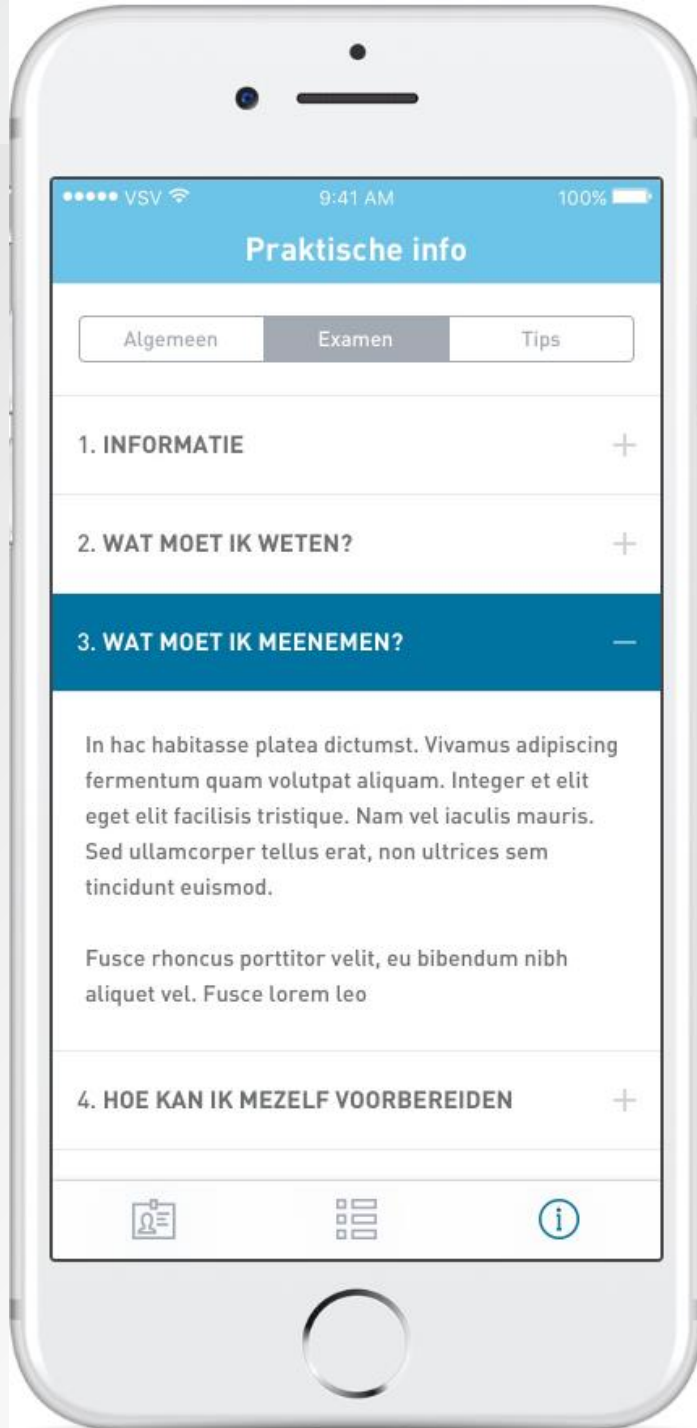 VSV 9:41 AM 100%
Praktische info
Algemeen Examen Tips
1. INFORMATIE
2. WAT MOET IK WETEN?
3. WAT MOET IK MEENEMEN?
In hac habitasse platea dictumst. Vivamus adipiscing
fermentum quam volutpat aliquam. Integer et elit
eget elit facilisis tristique. Nam vel iaculis mauris.
Sed ullamcorper tellus erat, non ultrices sem
tincidunt euismod.
Fusce rhoncus porttitor velit, eu bibendum nibh
aliquet vel. Fusce lorem leo
4. HOE KAN IK MEZELF VOORBEREIDEN